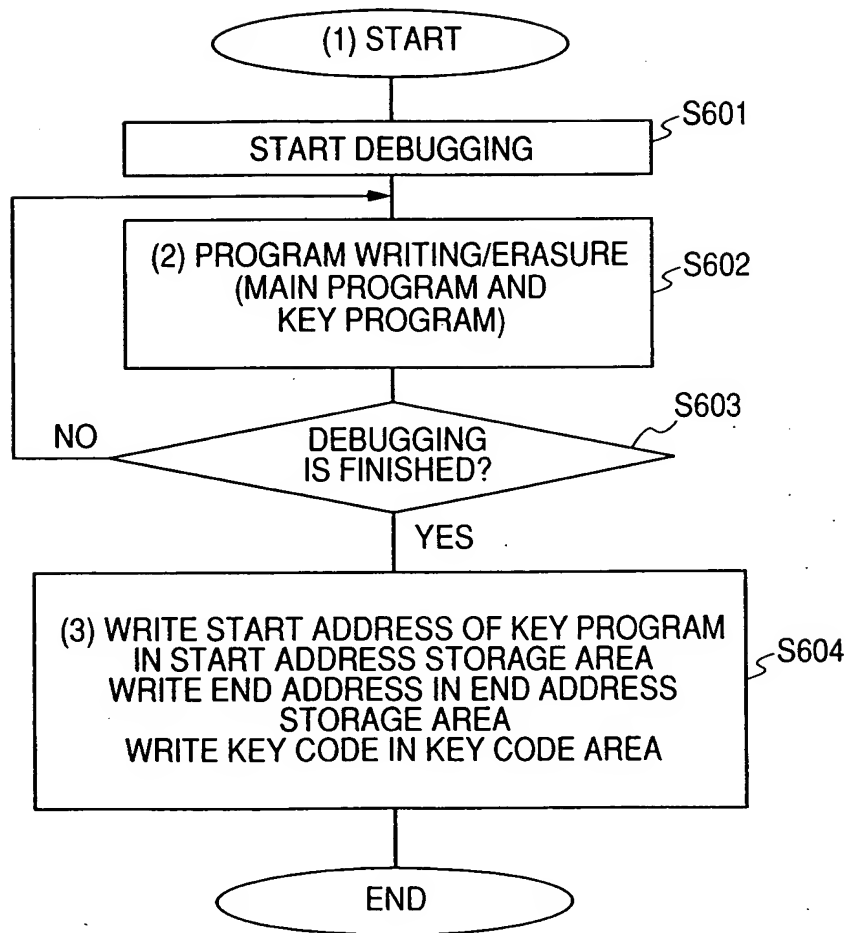 (1) START
S601
START DEBUGGING
(2) PROGRAM WRITING/ERASURE
(MAIN PROGRAM AND
KEY PROGRAM)
S602
S603
NO
DEBUGGING
IS FINISHED?
YES
(3) WRITE START ADDRESS OF KEY PROGRAM
IN START ADDRESS STORAGE AREA
WRITE END ADDRESS IN END ADDRESS
STORAGE AREA
WRITE KEY CODE IN KEY CODE AREA
S604
END